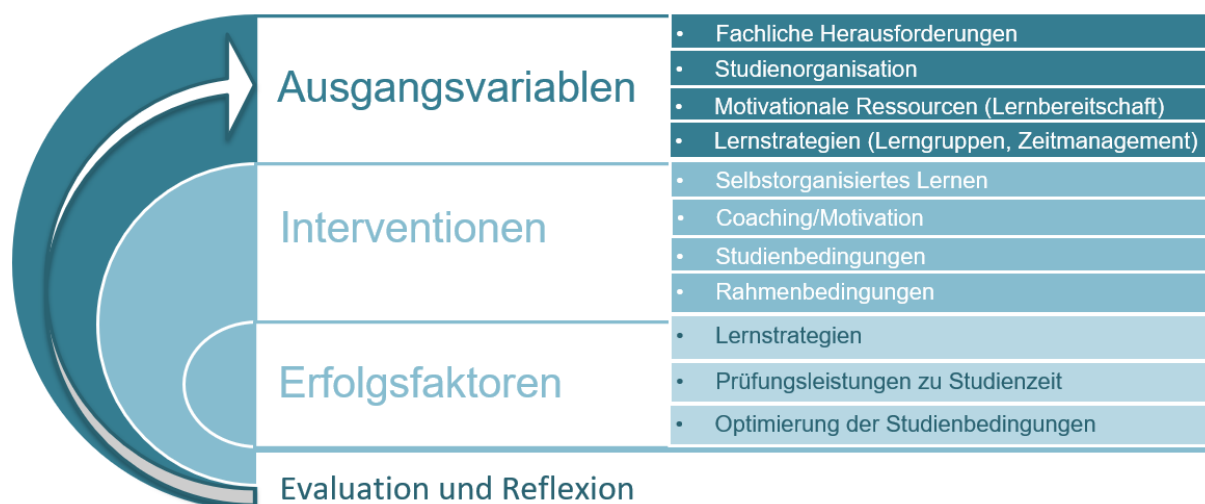 Ausgangsvariablen
• Fachliche Herausforderungen
• Studienorganisation
• Motivationale Ressourcen (Lernbereitschaft)
• Lernstrategien (Lerngruppen, Zeitmanagement)
Interventionen
• Selbstorganisiertes Lernen
• Coaching/Motivation
• Studienbedingungen
• Rahmenbedingungen
Erfolgsfaktoren
• Lernstrategien
• Prüfungsleistungen zu Studienzeit
• Optimierung der Studienbedingungen
Evaluation und Reflexion